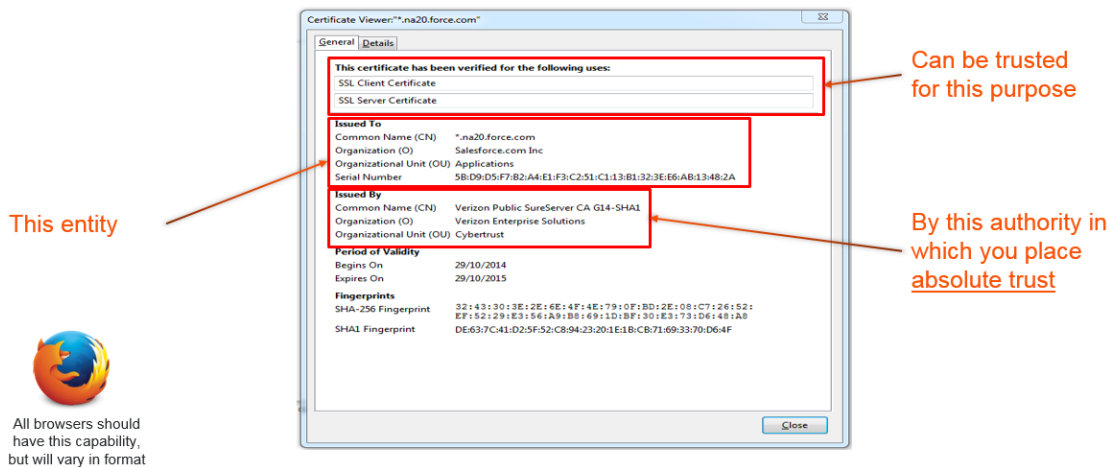 Certificate Viewer:"*.na20.force.com"
General Details
This certificate has been verified for the following uses:
SSL Client Certificate
SSL Server Certificate
Issued To
Common Name (CN) *.na20.force.com
Organization (O) Salesforce.com Inc
Organizational Unit (OU) Applications
Serial Number 5B:D9:D5:F7:B2:A4:E1:F3:C2:51:C1:13:B1:32:3E:E6:AB:13:48:2A
Issued By
Common Name (CN) Verizon Public SureServer CA G14-SHA1
Organization (O) Verizon Enterprise Solutions
Organizational Unit (OU) Cybertrust
Period of Validity
Begins On 29/10/2014
Expires On 29/10/2015
Fingerprints
SHA-256 Fingerprint 32:43:30:3E:2E:6E:4F:4E:79:0F:BD:2E:08:C7:26:52:
EF:52:29:E3:56:A9:B8:69:1D:BF:30:E3:73:D6:48:A8
SHA1 Fingerprint DE:63:7C:41:D2:5F:52:C8:94:23:20:1E:1B:CB:71:69:33:70:D6:4F
Close
Can be trusted
for this purpose
This entity
By this authority in
which you place
absolute trust
All browsers should
have this capability,
but will vary in format